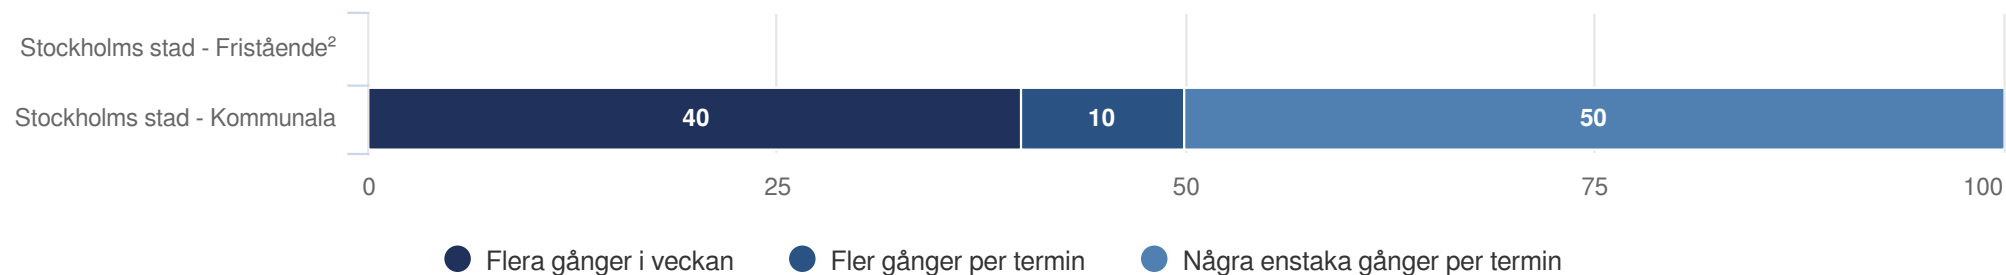 Stockholms stad - Fristående²
Stockholms stad - Kommunala
40 10 50
0 25 50 75 100
Flera gånger i veckan Fler gånger per termin Några enstaka gånger per termin